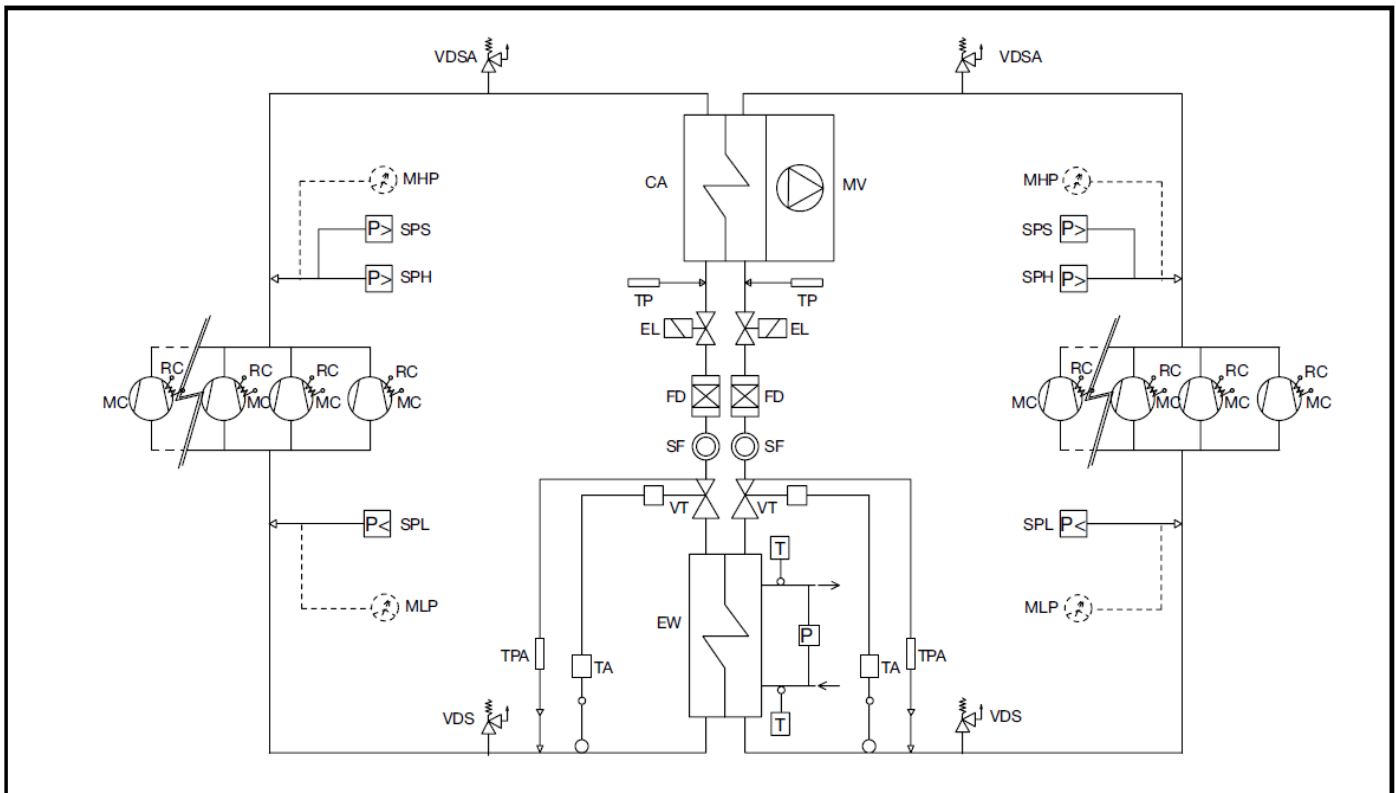 VDSA VDSA
MHP MHP
CA MV
P> SPS SPS P>
P> SPH SPH P>
TP TP
EL EL
RC RC RC RC RC RC RC RC
MC MC MC MC MC MC MC MC
FD FD
SF SF
VT VT
P< SPL SPL P<
T
MLP MLP
EW P
TPA TA TA TPA
VDS T VDS